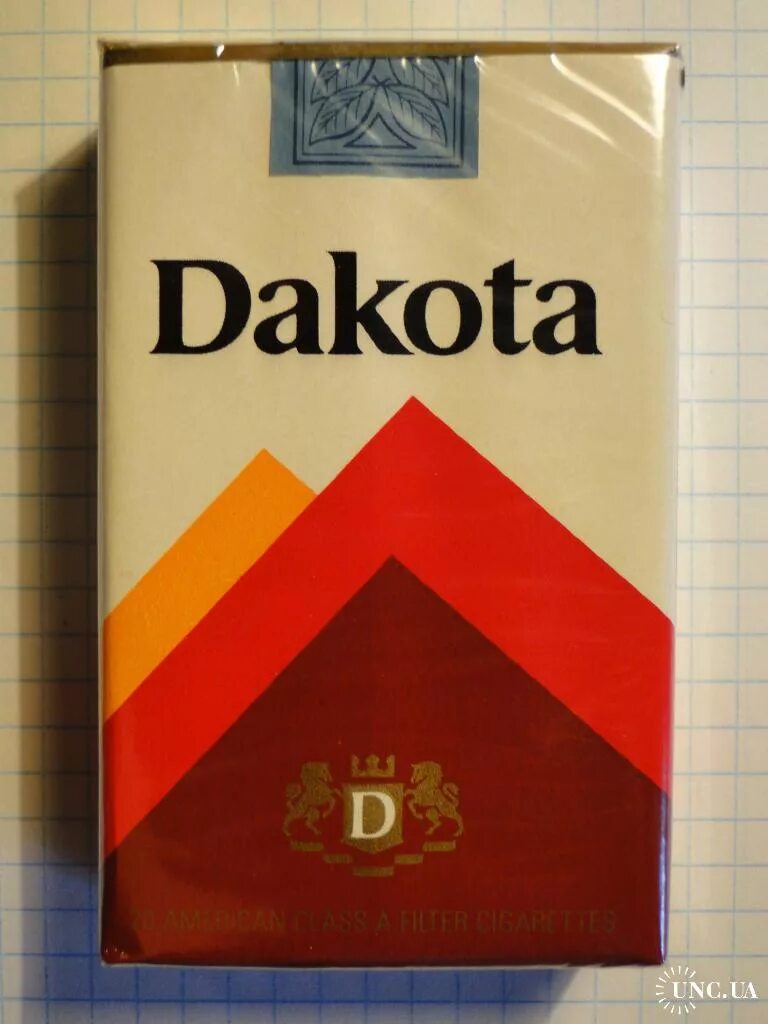 Dakota
D
20 AMERICAN CLASS A FILTER CIGARETTES
UNC.UA